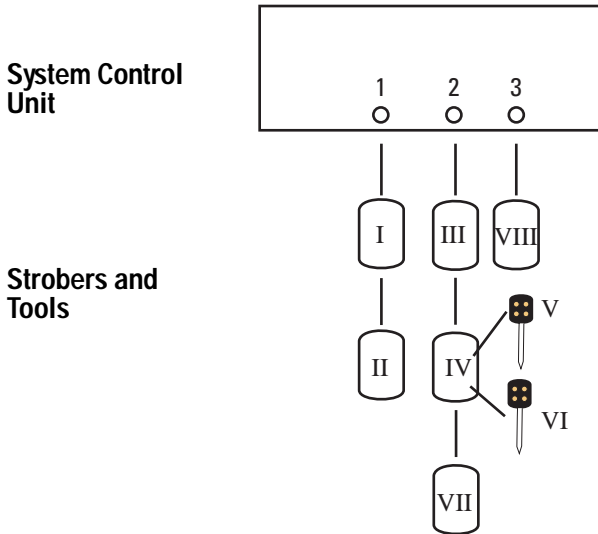 System Control
Unit
1 2 3
I III VIII
Strobers and
Tools
V
II IV
VI
VII